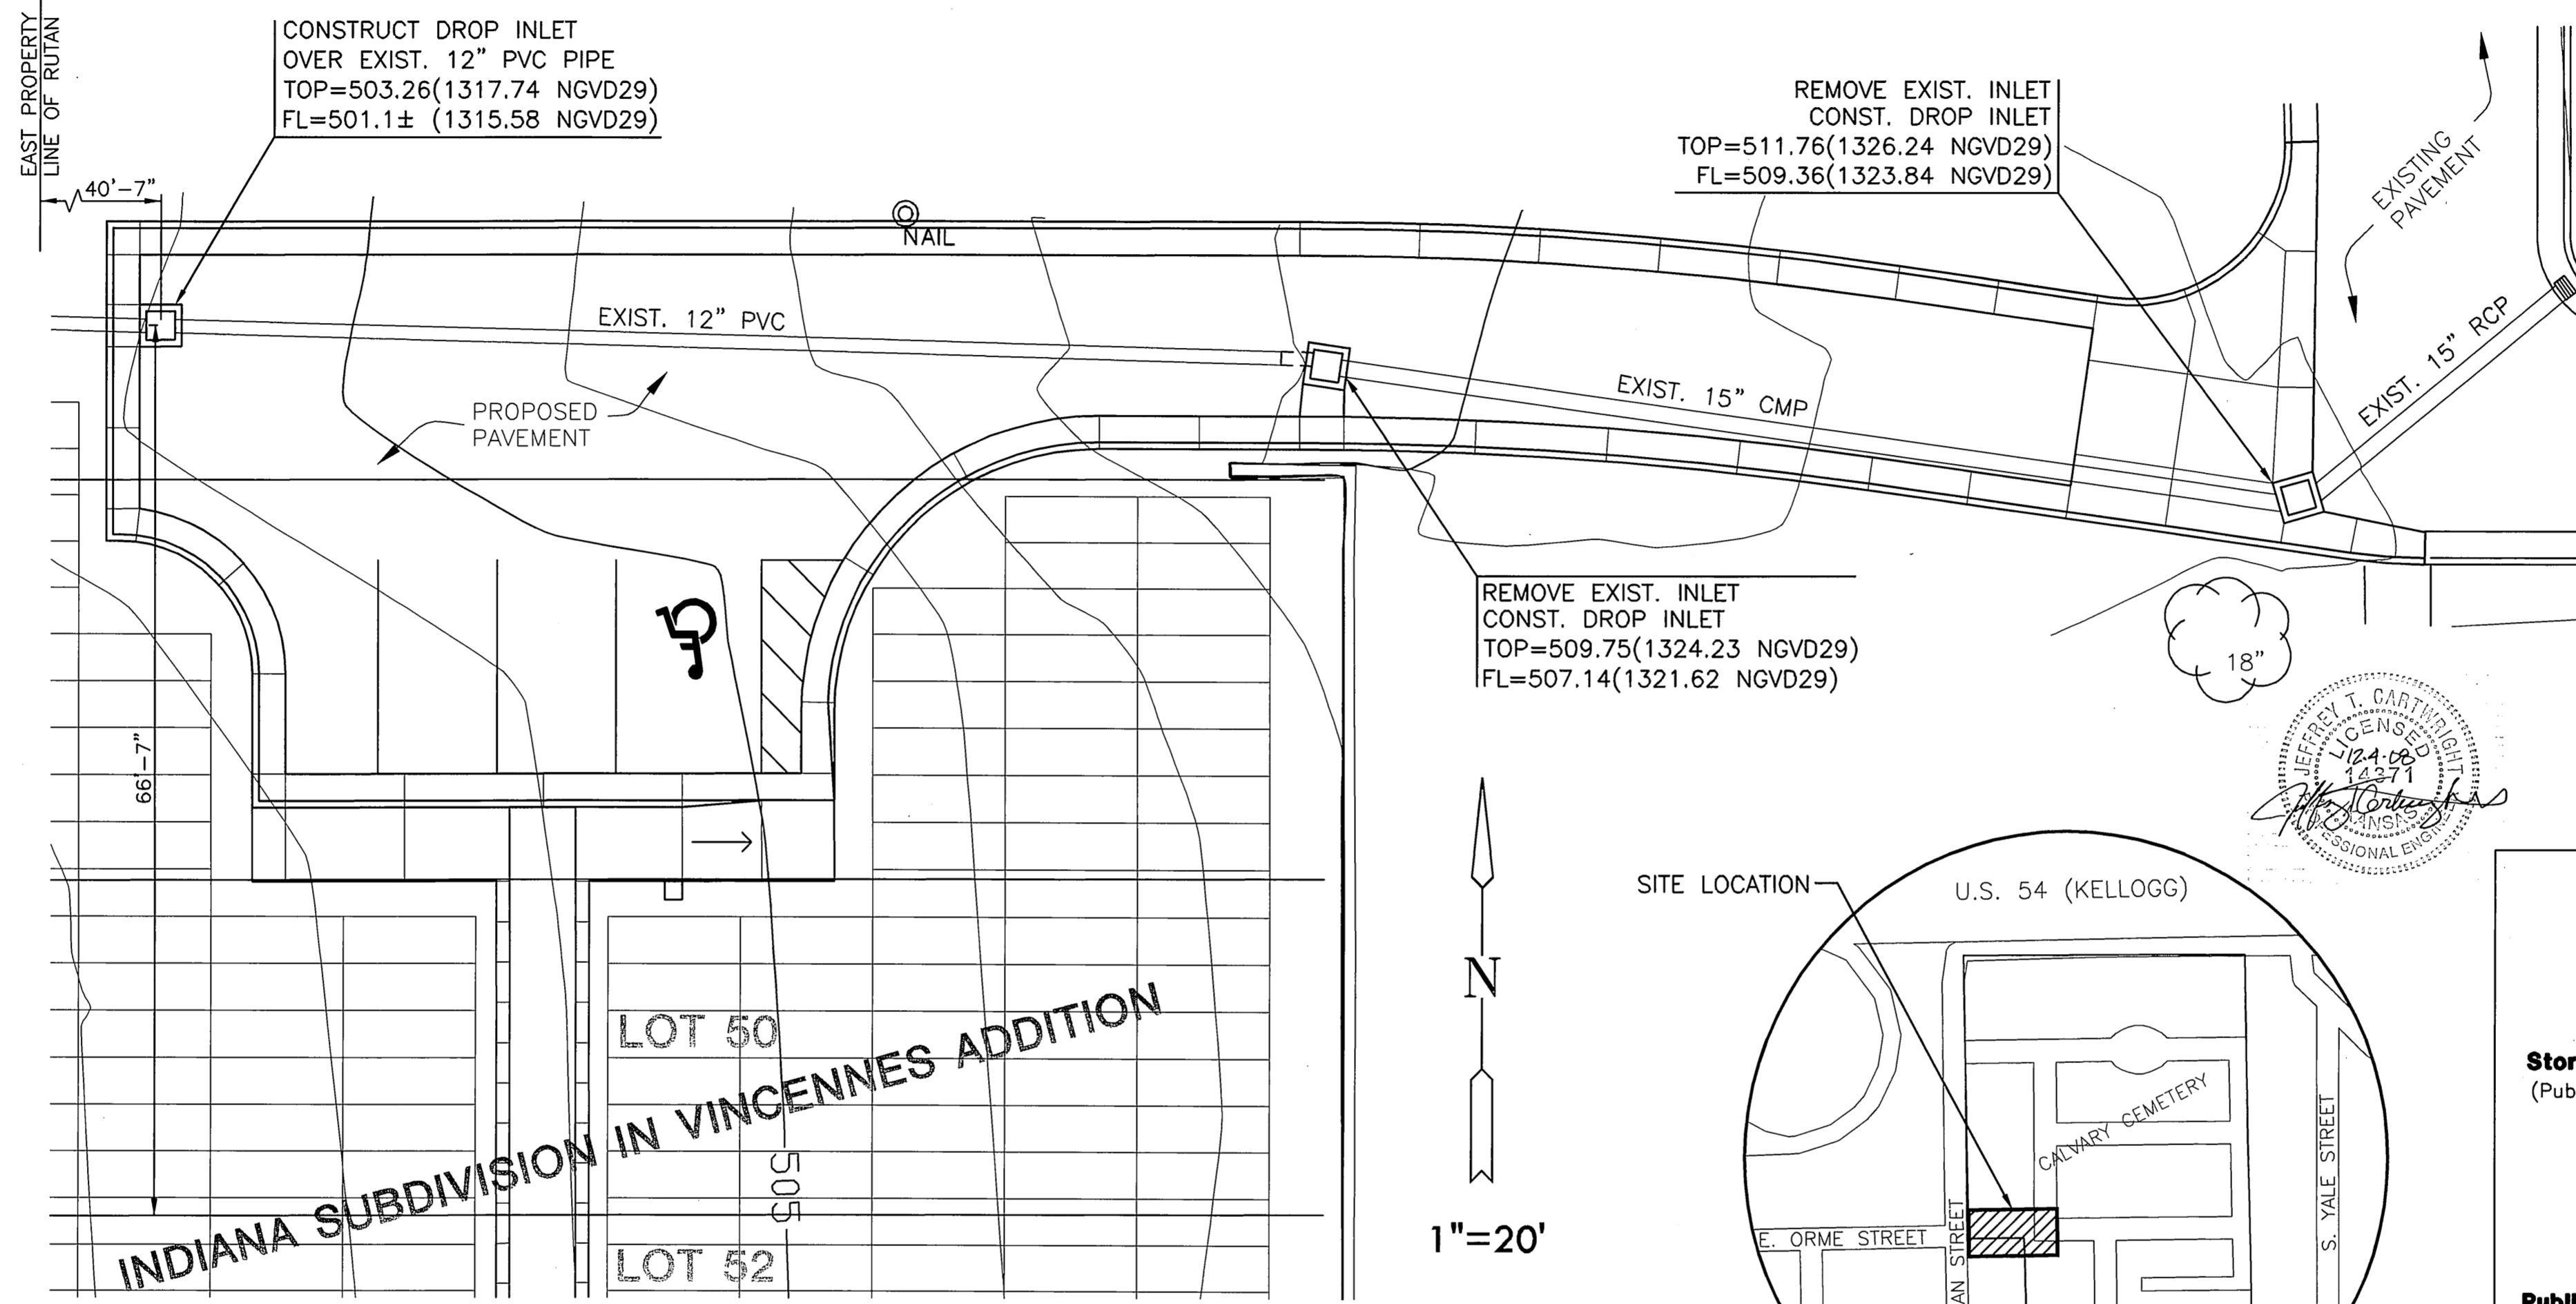 EAST PROPERTY
LINE OF RUTAN
CONSTRUCT DROP INLET
OVER EXIST. 12” PVC PIPE
TOP=503.26(1317.74 NGVD29)
FL=501.1± (1315.58 NGVD29)
40'-7"
NAIL
REMOVE EXIST. INLET
CONST. DROP INLET
TOP=511.76(1326.24 NGVD29)
FL=509.36(1323.84 NGVD29)
EXISTING
PAVEMENT
EXIST. 12” PVC
EXIST. 15” CMP
EXIST. 15” RCP
PROPOSED
PAVEMENT
REMOVE EXIST. INLET
CONST. DROP INLET
TOP=509.75(1324.23 NGVD29)
FL=507.14(1321.62 NGVD29)
18”
66'-7"
JEFFREY T. CARTWRIGHT
LICENSED
12-4-08
14371
KANSAS
SITE LOCATION
U.S. 54 (KELLOGG)
N
1"=20'
LOT 50
INDIANA SUBDIVISION IN VINCENNES ADDITION
505
LOT 52
CALVARY CEMETERY
S. YALE STREET
E. ORME STREET
AN STREET
Stor
(Pub